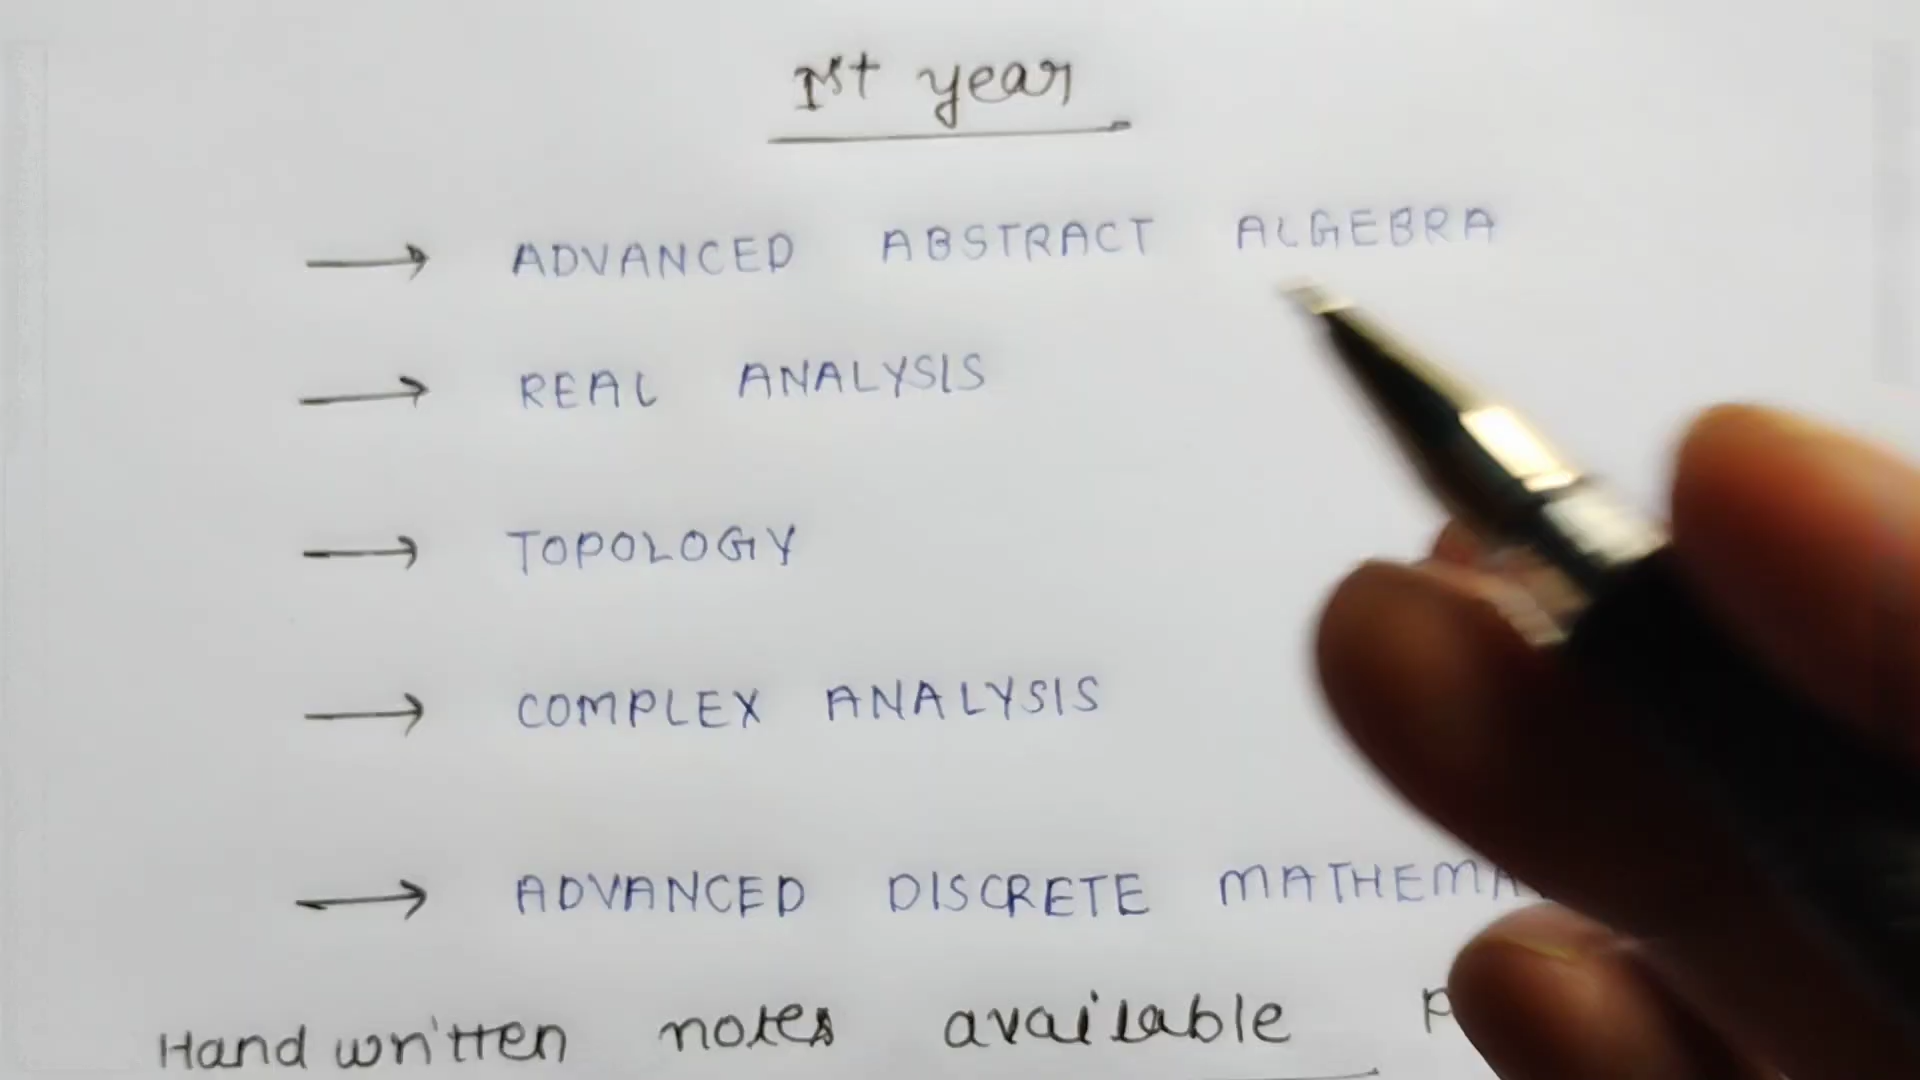 1st year
→ ADVANCED ABSTRACT ALGEBRA
→ REAL ANALYSIS
→ TOPOLOGY
→ COMPLEX ANALYSIS
→ ADVANCED DISCRETE
Hand written notes available